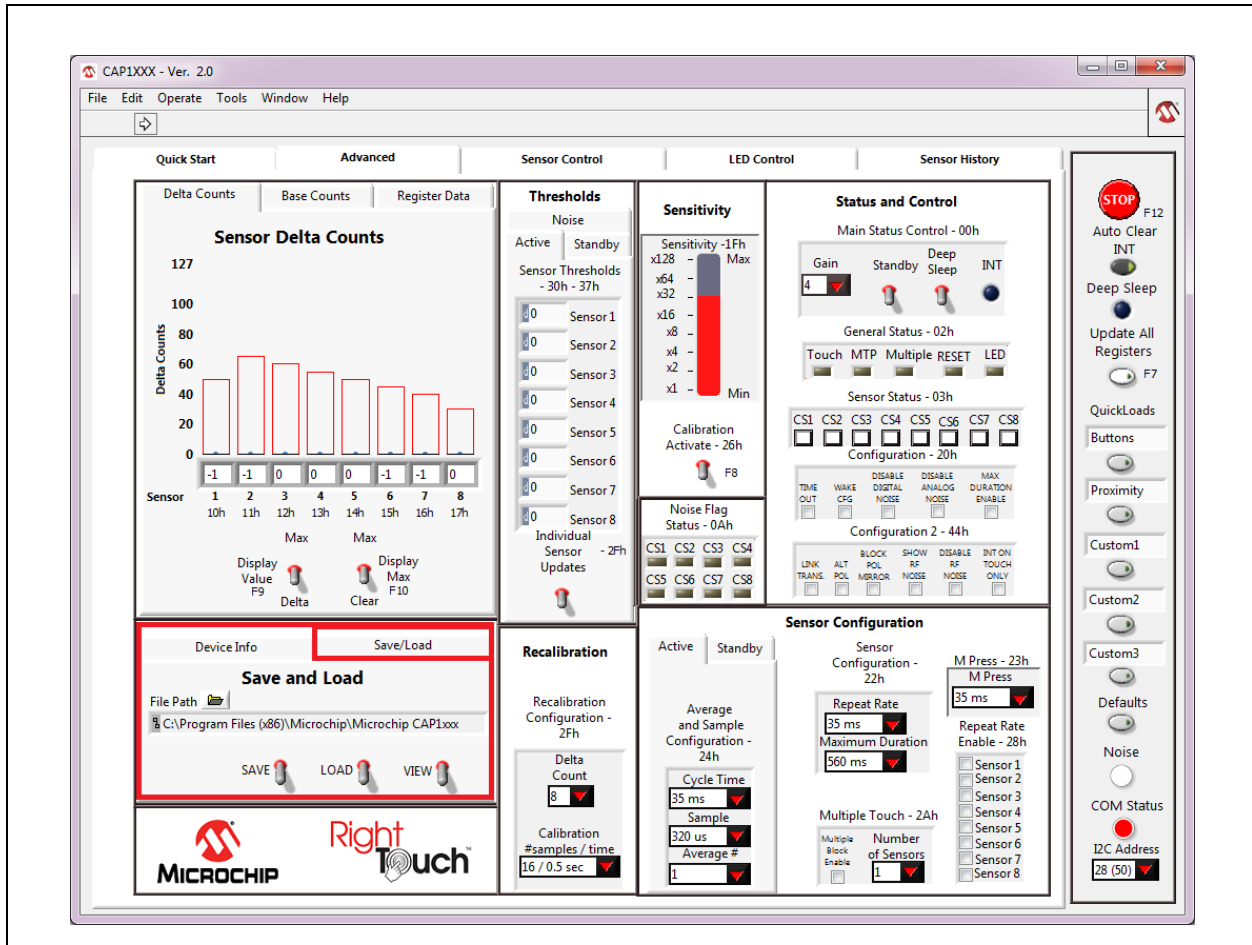 CAP1XXX - Ver. 2.0
File Edit Operate Tools Window Help
Quick Start Advanced Sensor Control LED Control Sensor History
Delta Counts Base Counts Register Data
Sensor Delta Counts
127
100
80
60
40
20
0
Delta Counts
-1 -1 0 0 0 -1 -1 0
Sensor 1 2 3 4 5 6 7 8
10h 11h 12h 13h 14h 15h 16h 17h
Max Max
Display
Value
F9
Delta
Display
Max
F10
Clear
Device Info Save/Load
Save and Load
File Path
C:\Program Files (x86)\Microchip\Microchip CAP1xxx
SAVE LOAD VIEW
MICROCHIP
Right
Touch™
Thresholds
Noise
Active Standby
Sensor Thresholds
- 30h - 37h
d 0 Sensor 1
d 0 Sensor 2
d 0 Sensor 3
d 0 Sensor 4
d 0 Sensor 5
d 0 Sensor 6
d 0 Sensor 7
d 0 Sensor 8
Individual
Sensor - 2Fh
Updates
Recalibration
Recalibration
Configuration -
2Fh
Delta
Count
8
Calibration
#samples / time
16 / 0.5 sec
Sensitivity
Sensitivity -1Fh
x128 Max
x64
x32
x16
x8
x4
x2
x1 Min
Calibration
Activate - 26h
F8
Noise Flag
Status - 0Ah
CS1 CS2 CS3 CS4
CS5 CS6 CS7 CS8
Status and Control
Main Status Control - 00h
Gain Standby Deep Sleep INT
4
General Status - 02h
Touch MTP Multiple RESET LED
Sensor Status - 03h
CS1 CS2 CS3 CS4 CS5 CS6 CS7 CS8
Configuration - 20h
TIME OUT WAKE CFG DISABLE DIGITAL NOISE DISABLE ANALOG NOISE MAX DURATION ENABLE
Configuration 2 - 44h
LINK TRANS. ALT POL BLOCK POL MIRROR SHOW RF NOISE DISABLE RF NOISE INT ON TOUCH ONLY
Sensor Configuration
Active Standby
Average
and Sample
Configuration -
24h
Cycle Time
35 ms
Sample
320 us
Average #
1
Sensor
Configuration -
22h
Repeat Rate
35 ms
Maximum Duration
560 ms
Multiple Touch - 2Ah
Multiple Block Enable
Number
of Sensors
1
M Press - 23h
M Press
35 ms
Repeat Rate
Enable - 28h
Sensor 1
Sensor 2
Sensor 3
Sensor 4
Sensor 5
Sensor 6
Sensor 7
Sensor 8
STOP
F12
Auto Clear
INT
Deep Sleep
Update All
Registers
F7
QuickLoads
Buttons
Proximity
Custom1
Custom2
Custom3
Defaults
Noise
COM Status
I2C Address
28 (50)